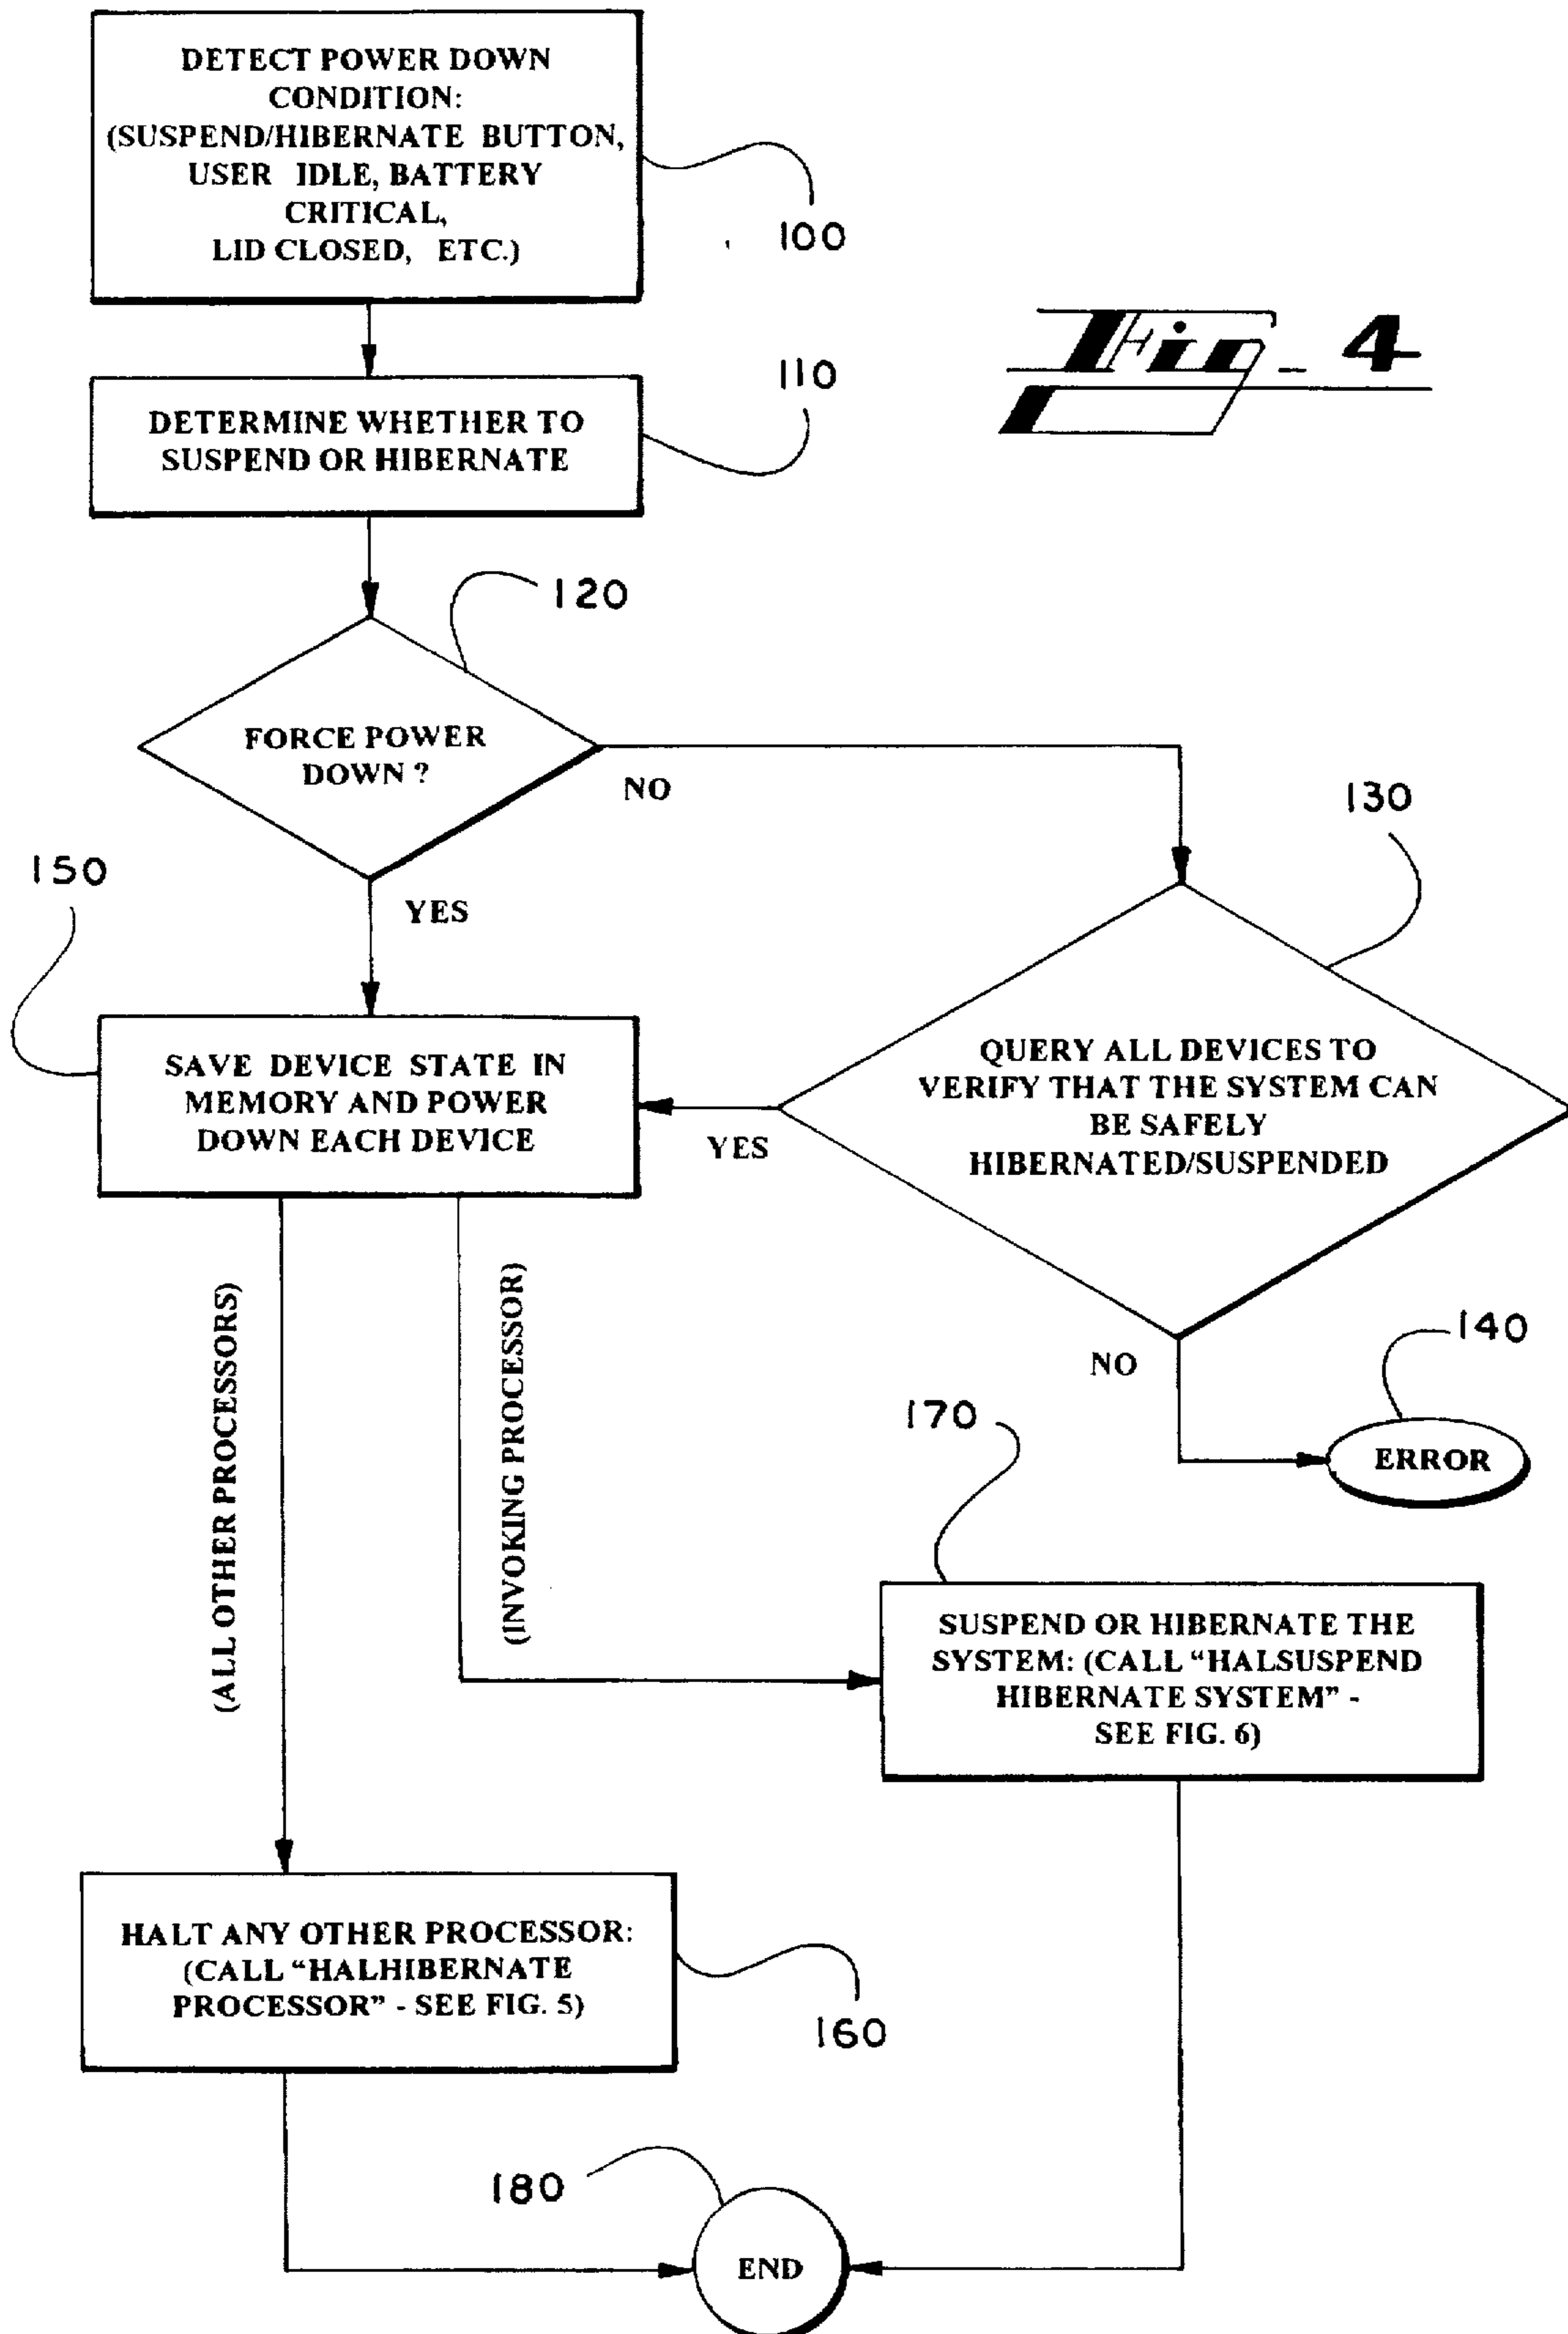 DETECT POWER DOWN
CONDITION:
(SUSPEND/HIBERNATE BUTTON,
USER IDLE, BATTERY
CRITICAL,
LID CLOSED, ETC.)
100
Fig_ 4
DETERMINE WHETHER TO
SUSPEND OR HIBERNATE
110
120
FORCE POWER
DOWN ?
NO
YES
130
150
SAVE DEVICE STATE IN
MEMORY AND POWER
DOWN EACH DEVICE
QUERY ALL DEVICES TO
VERIFY THAT THE SYSTEM CAN
BE SAFELY
HIBERNATED/SUSPENDED
YES
NO
140
ERROR
(ALL OTHER PROCESSORS)
(INVOKING PROCESSOR)
170
SUSPEND OR HIBERNATE THE
SYSTEM: (CALL “HALSUSPEND
HIBERNATE SYSTEM” -
SEE FIG. 6)
HALT ANY OTHER PROCESSOR:
(CALL “HALHIBERNATE
PROCESSOR” - SEE FIG. 5)
160
180
END